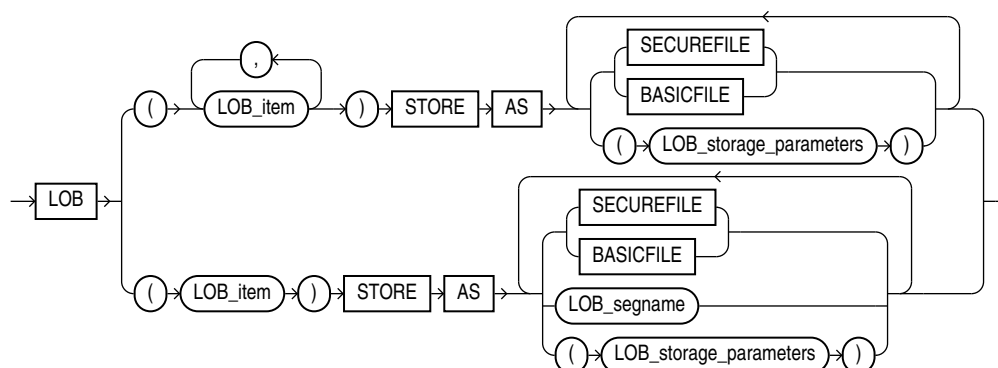 ,
SECUREFILE
BASICFILE
( LOB_item ) STORE AS
( LOB_storage_parameters )
LOB
SECUREFILE
BASICFILE
( LOB_item ) STORE AS
LOB_segname
( LOB_storage_parameters )